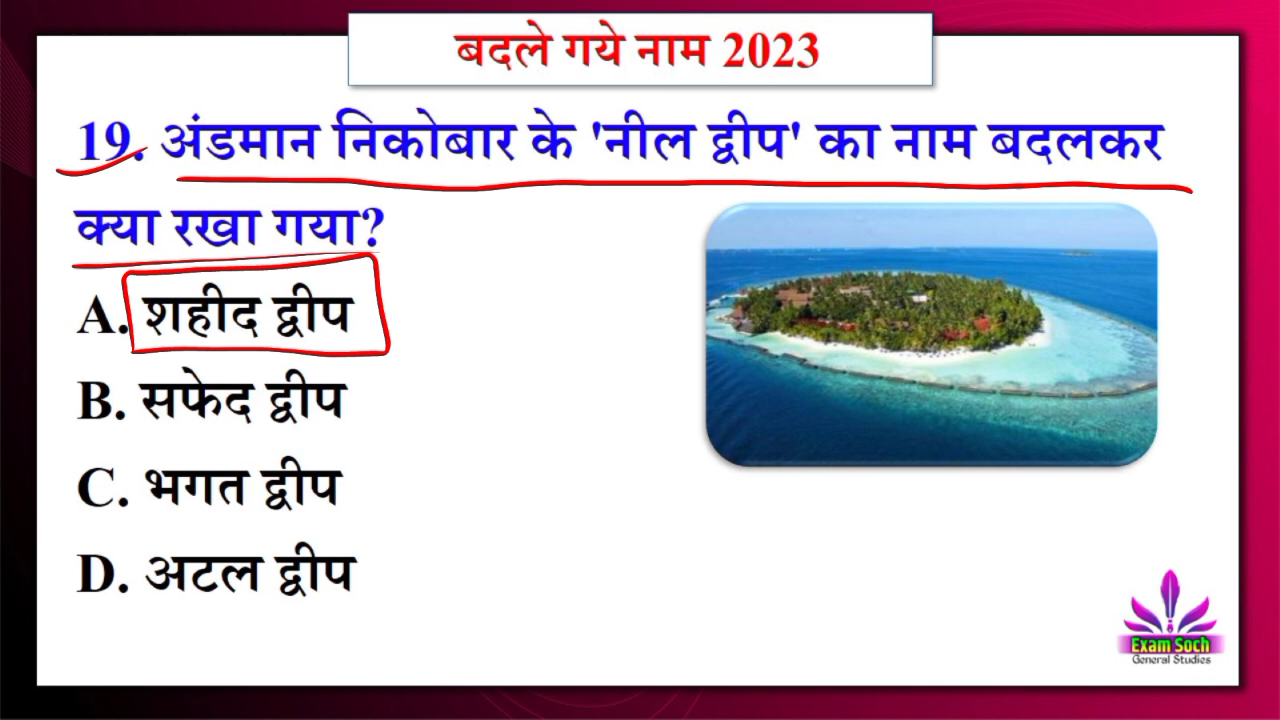 बदले गये नाम 2023
19. अंडमान निकोबार के 'नील द्वीप' का नाम बदलकर
क्या रखा गया?
A. शहीद द्वीप
B. सफेद द्वीप
C. भगत द्वीप
D. अटल द्वीप
Exam Soch
General Studies